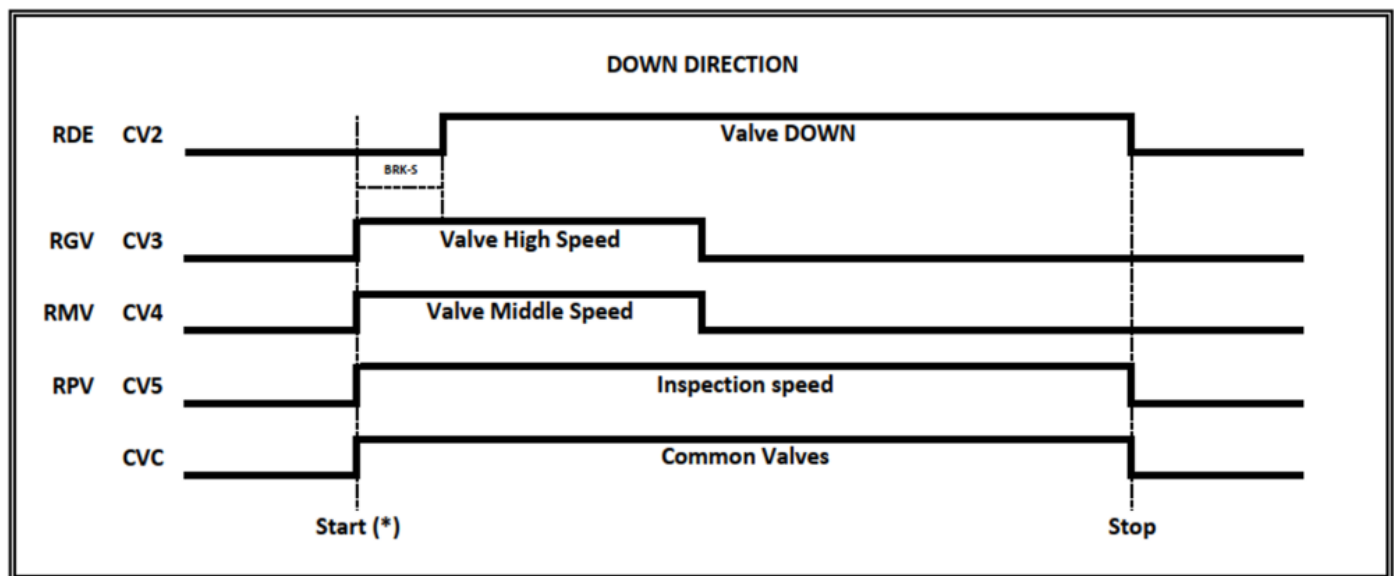 DOWN DIRECTION
RDE CV2 Valve DOWN
BRK-S
RGV CV3 Valve High Speed
RMV CV4 Valve Middle Speed
RPV CV5 Inspection speed
CVC Common Valves
Start (*) Stop